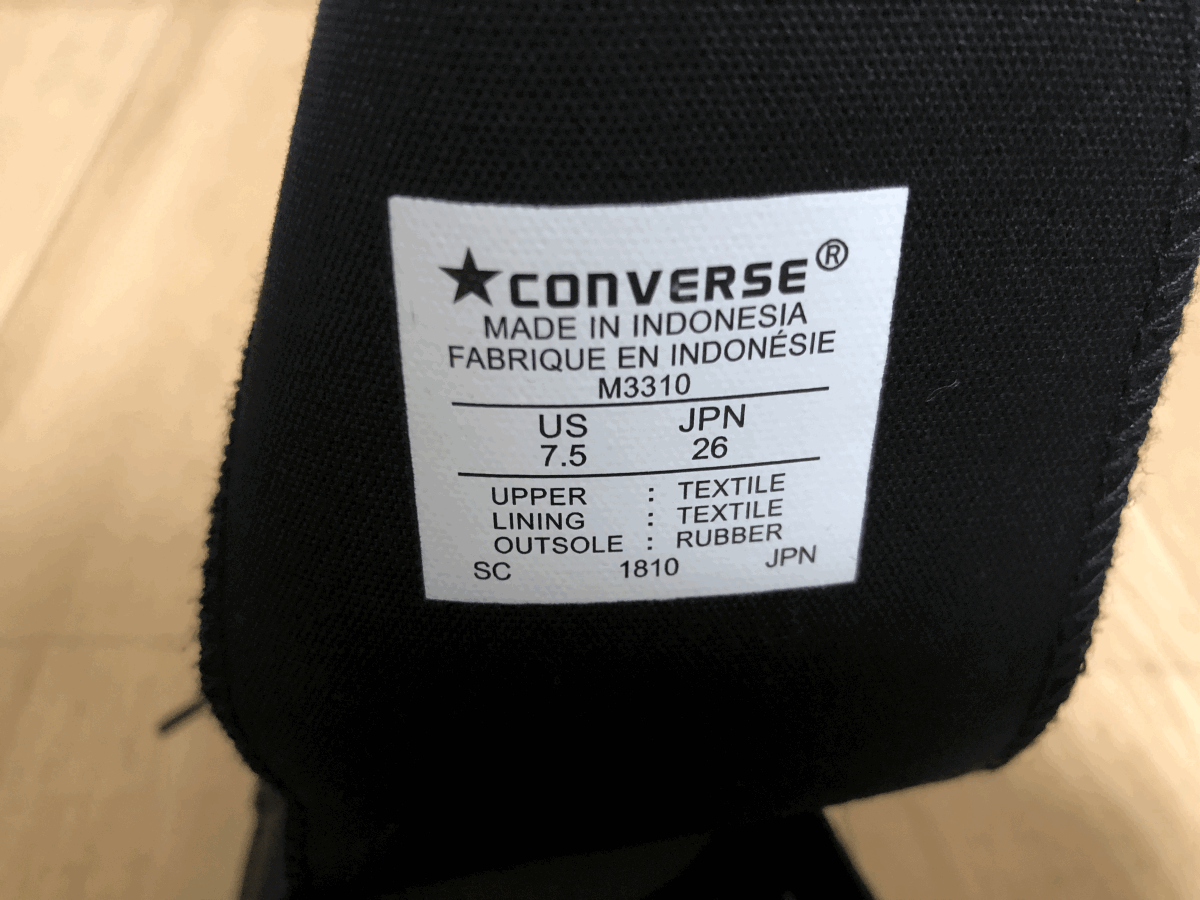 ★CONVERSE®
MADE IN INDONESIA
FABRIQUE EN INDONÉSIE
M3310
US JPN
7.5 26
UPPER : TEXTILE
LINING : TEXTILE
OUTSOLE : RUBBER
SC 1810 JPN